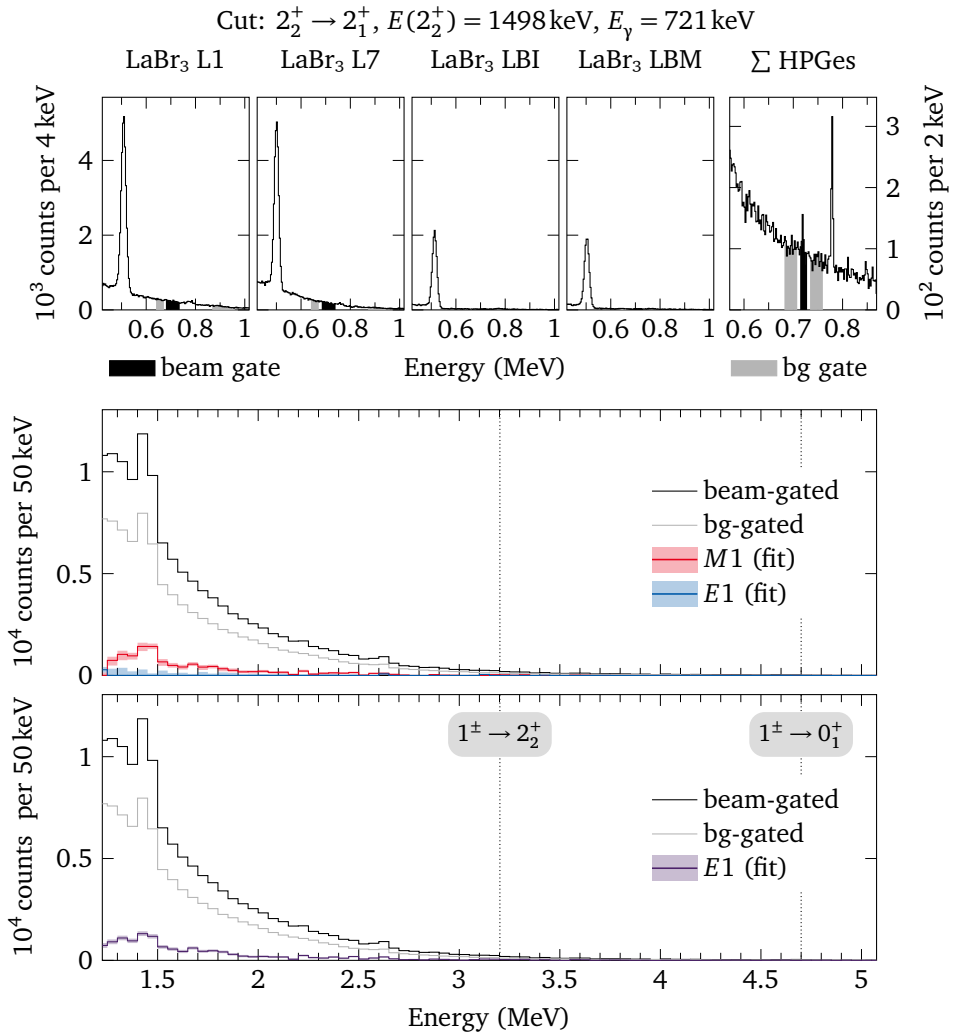 Cut: 2₂⁺ → 2₁⁺, E(2₂⁺) = 1498 keV, Eγ = 721 keV
LaBr₃ L1 LaBr₃ L7 LaBr₃ LBI LaBr₃ LBM ∑ HPGes
10³ counts per 4 keV
0 2 4
0.6 0.8 1 0.6 0.8 1 0.6 0.8 1 0.6 0.8 1 0.6 0.7 0.8
0 1 2 3
10² counts per 2 keV
beam gate Energy (MeV) bg gate
10⁴ counts per 50 keV
0 0.5 1
beam-gated
bg-gated
M1 (fit)
E1 (fit)
10⁴ counts per 50 keV
0 0.5 1
1± → 2₂⁺ 1± → 0₁⁺
beam-gated
bg-gated
E1 (fit)
1.5 2 2.5 3 3.5 4 4.5 5
Energy (MeV)